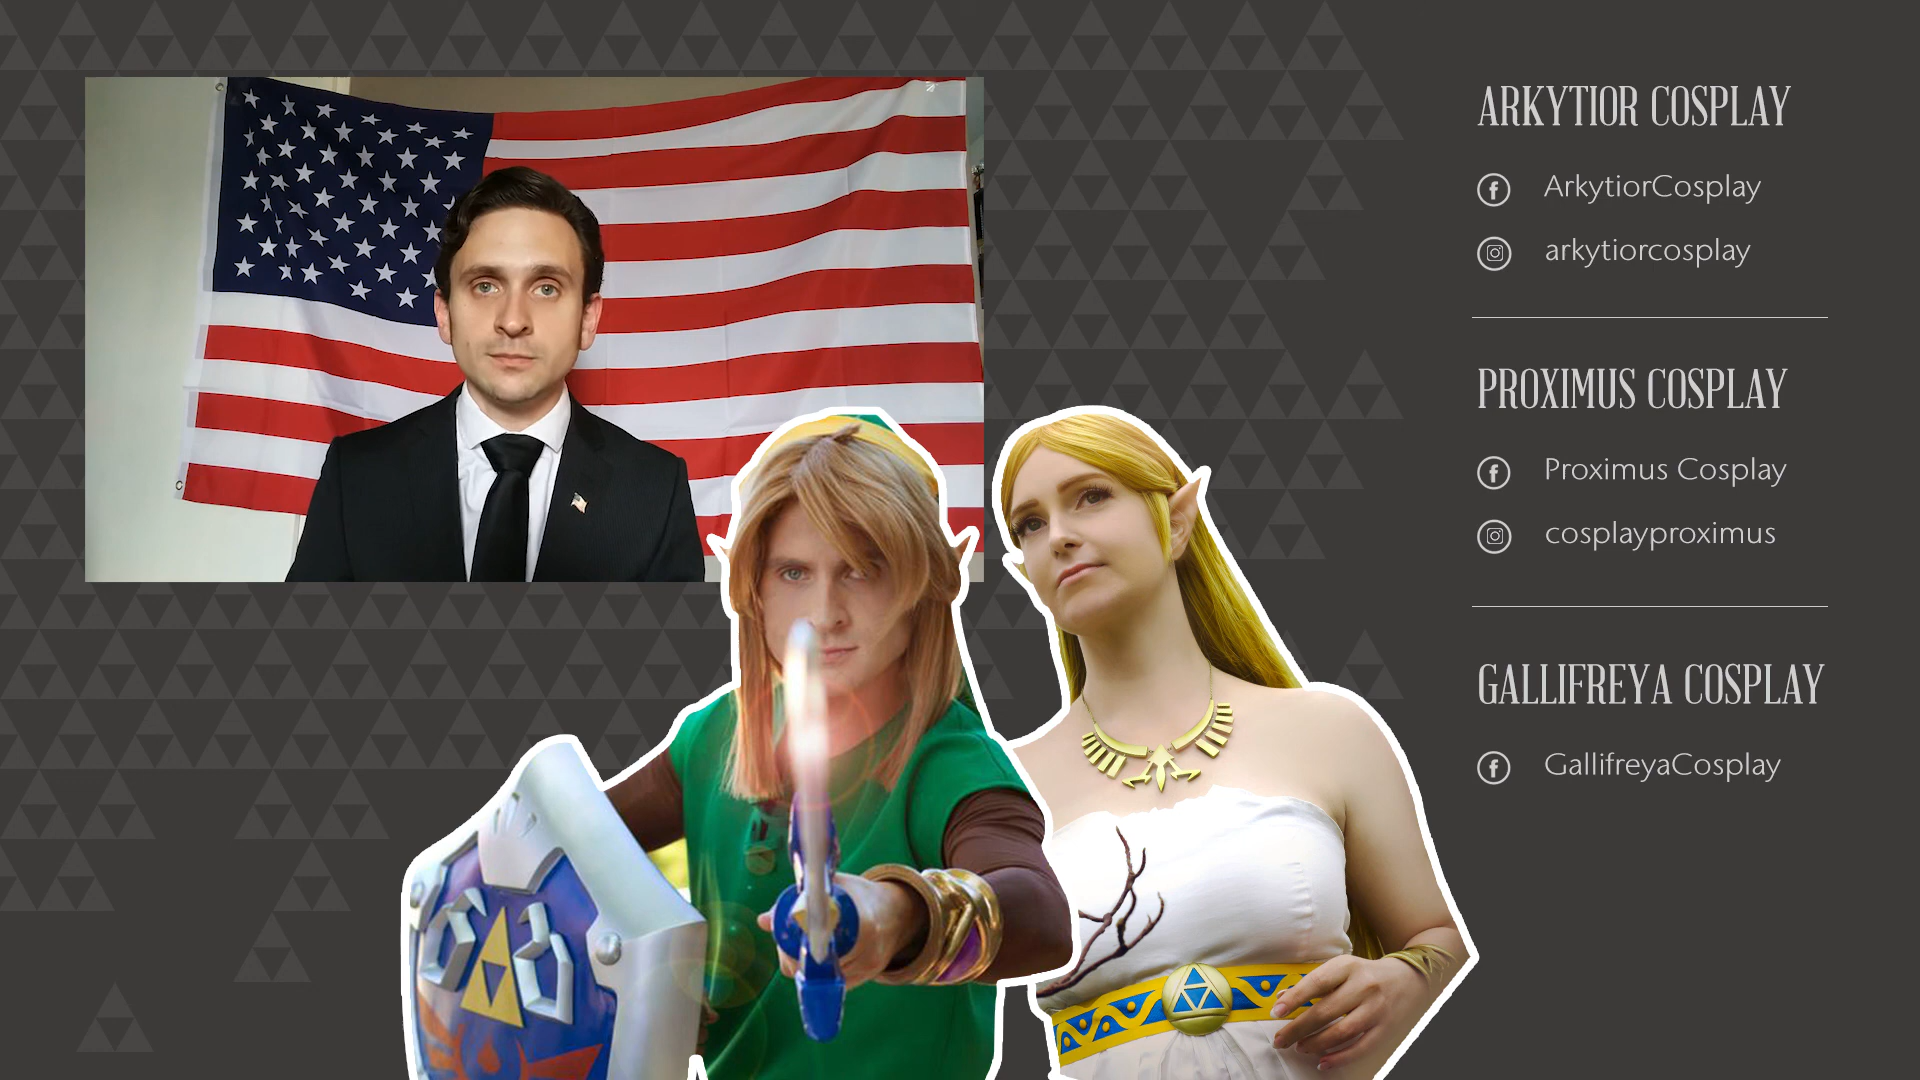 ARKYTIOR COSPLAY
ArkytiorCosplay
arkytiorcosplay
PROXIMUS COSPLAY
Proximus Cosplay
cosplayproximus
GALLIFREYA COSPLAY
GallifreyaCosplay